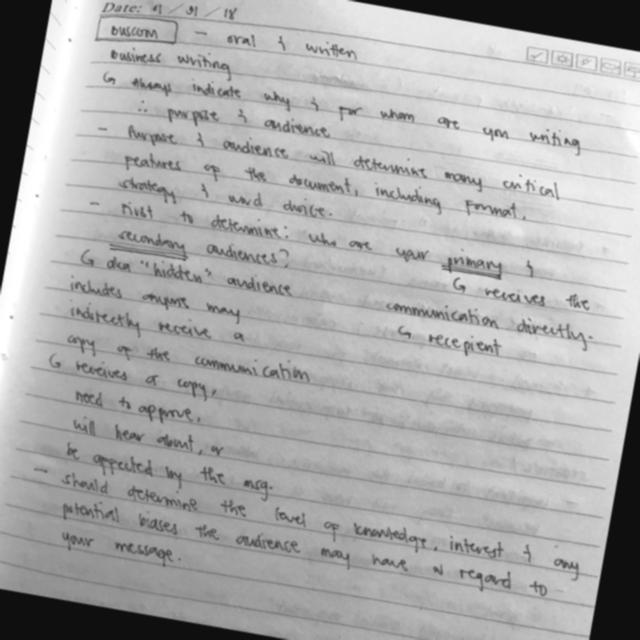 Date: 9 / 21 / 18
BUSCOM — oral & written
Business Writing
↳ Always indicate why & for whom are you writing
∴ purpose & audience
— Purpose & audience will determine many critical
features of the document, including format,
strategy & word choice.
— First to determine: who are your primary &
secondary audiences?
↳ receives the
communication directly.
↳ recepient
↳ aka "hidden" audience
includes anyone may
indirectly receive a
copy of the communication
↳ receives a copy,
need to approve,
will hear about, or
be affected by the msg.
— should determine the level of knowledge, interest & any
potential biases the audience may have w regard to
your message.